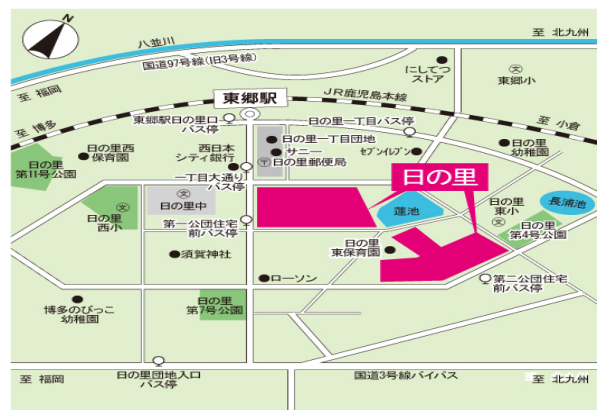 N
八並川
至 北九州
国道97号線(旧3号線)
至 福岡
にしてつ
ストア
文
東郷小
東郷駅
JR鹿児島本線
至 博多
至 小倉
東郷駅日の里口
バス停
日の里一丁目バス停
日の里西
保育園
西日本
シティ銀行
日の里一丁目団地
サニー
〒日の里郵便局
セブンイレブン
日の里
幼稚園
日の里
第11号公園
一丁目大通り
バス停
日の里
文
日の里中
文
日の里
西小
蓮池
日の里
東小
文
長浦池
第一公団住宅
前バス停
日の里
第4号公園
須賀神社
日の里
東保育園
ローソン
第二公団住宅
前バス停
博多のびっこ
幼稚園
日の里
第7号公園
至 福岡
日の里団地入口
バス停
国道3号線バイパス
至 北九州